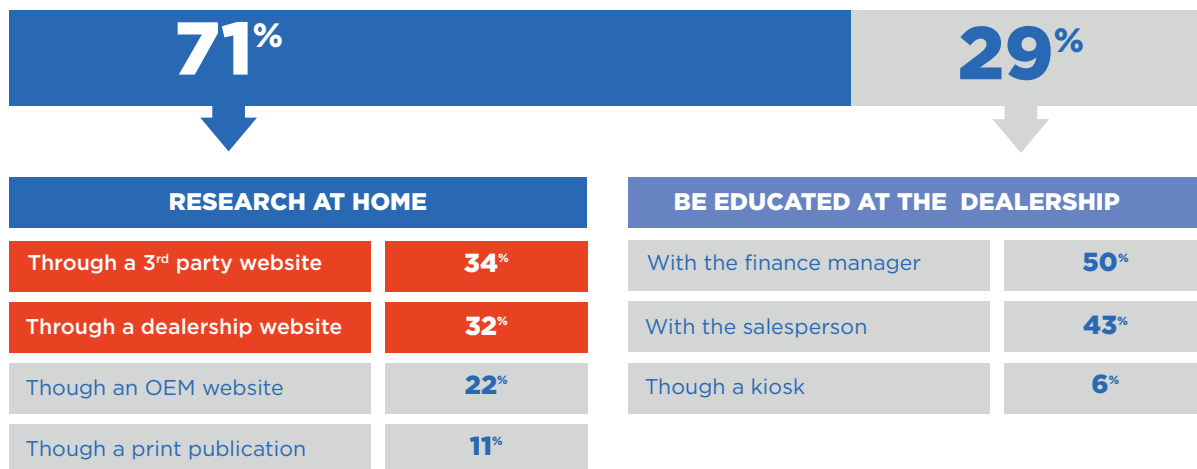 71%
29%
RESEARCH AT HOME
Through a 3rd party website 34%
Through a dealership website 32%
Though an OEM website 22%
Though a print publication 11%
BE EDUCATED AT THE DEALERSHIP
With the finance manager 50%
With the salesperson 43%
Though a kiosk 6%